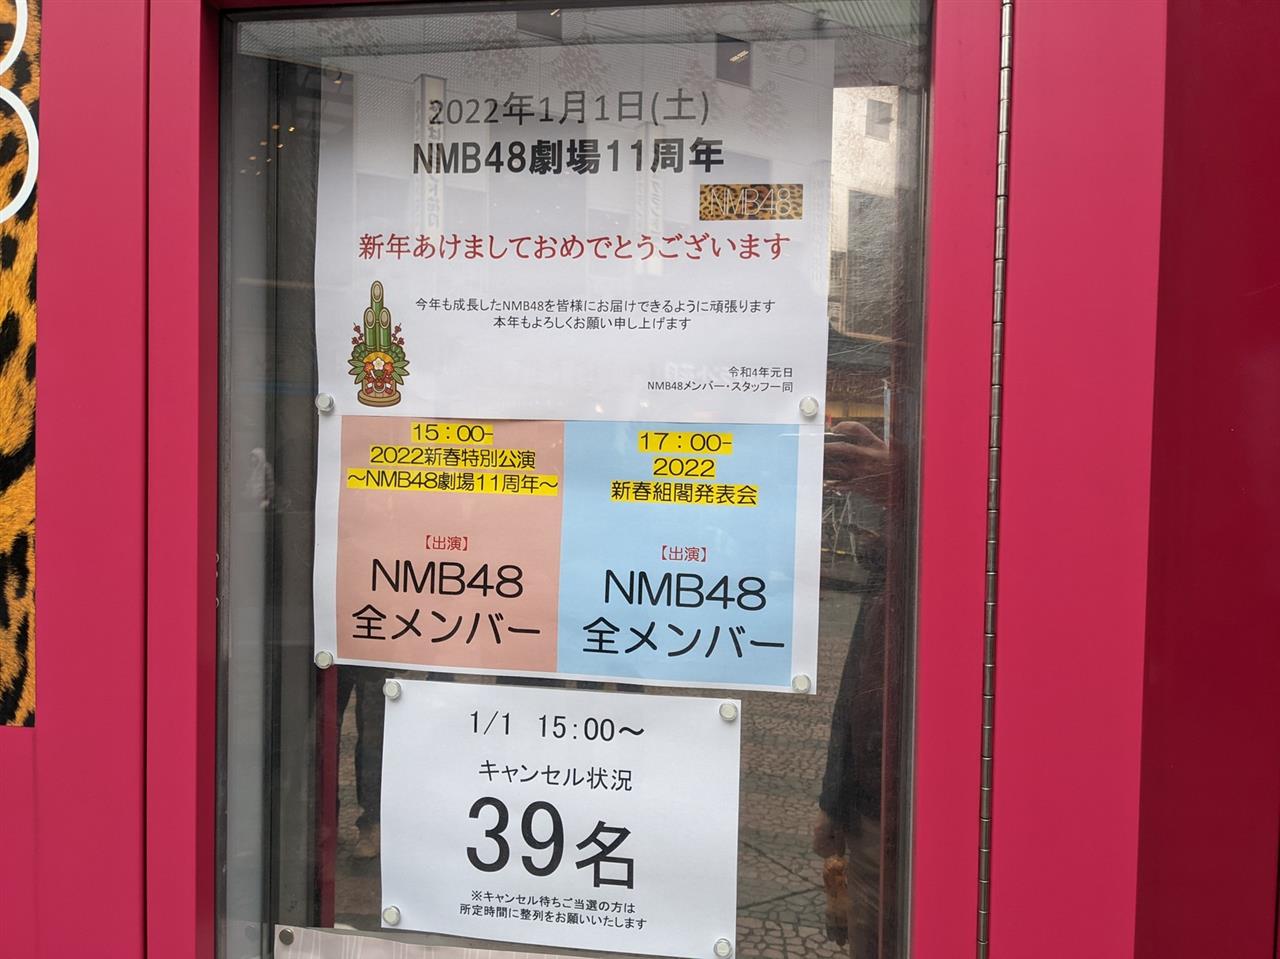 2022年1月1日(土)
NMB48劇場11周年
NMB48
新年あけましておめでとうございます
今年も成長したNMB48を皆様にお届けできるように頑張ります
本年もよろしくお願い申し上げます
令和4年元日
NMB48メンバー・スタッフ一同
15：00-
2022新春特別公演
～NMB48劇場11周年～
【出演】
NMB48
全メンバー
17：00-
2022
新春組閣発表会
【出演】
NMB48
全メンバー
1/1 15:00～
キャンセル状況
39名
※キャンセル待ちご当選の方は
所定時間に整列をお願いいたします